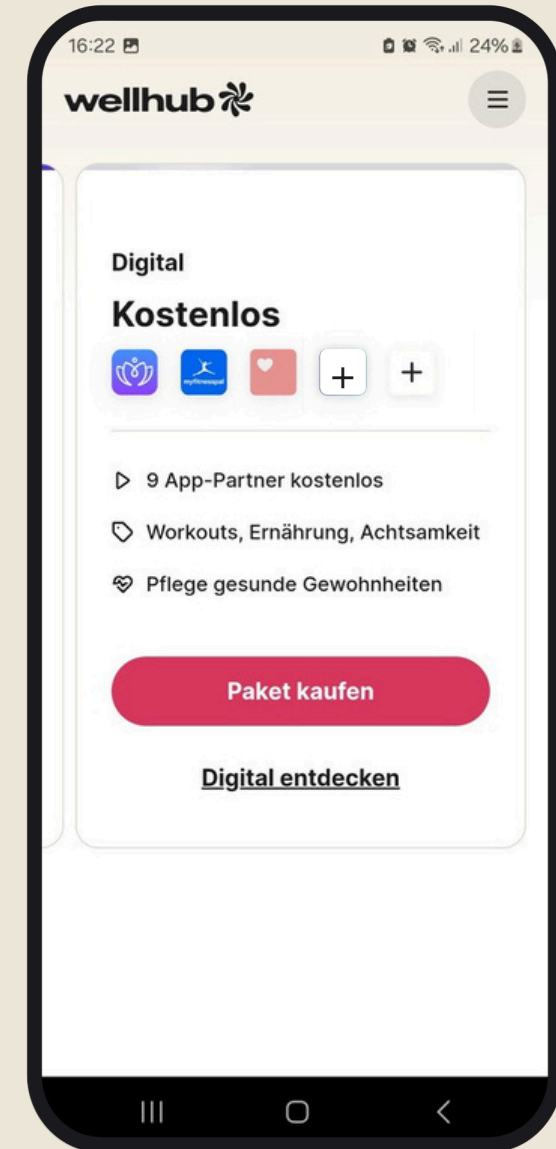 16:22
24%
wellhub
Digital
Kostenlos
myfitnesspal
+ +
9 App-Partner kostenlos
Workouts, Ernährung, Achtsamkeit
Pflege gesunde Gewohnheiten
Paket kaufen
Digital entdecken